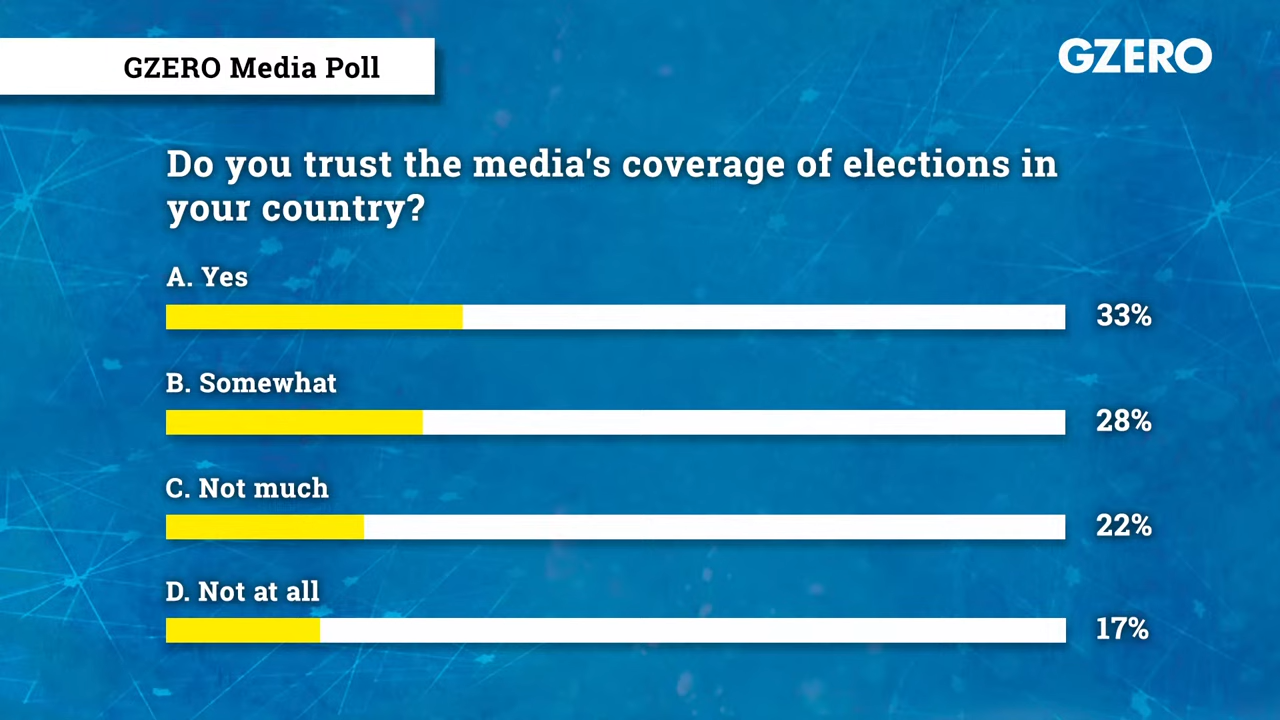 GZERO Media Poll
GZERO
Do you trust the media's coverage of elections in
your country?
A. Yes
33%
B. Somewhat
28%
C. Not much
22%
D. Not at all
17%